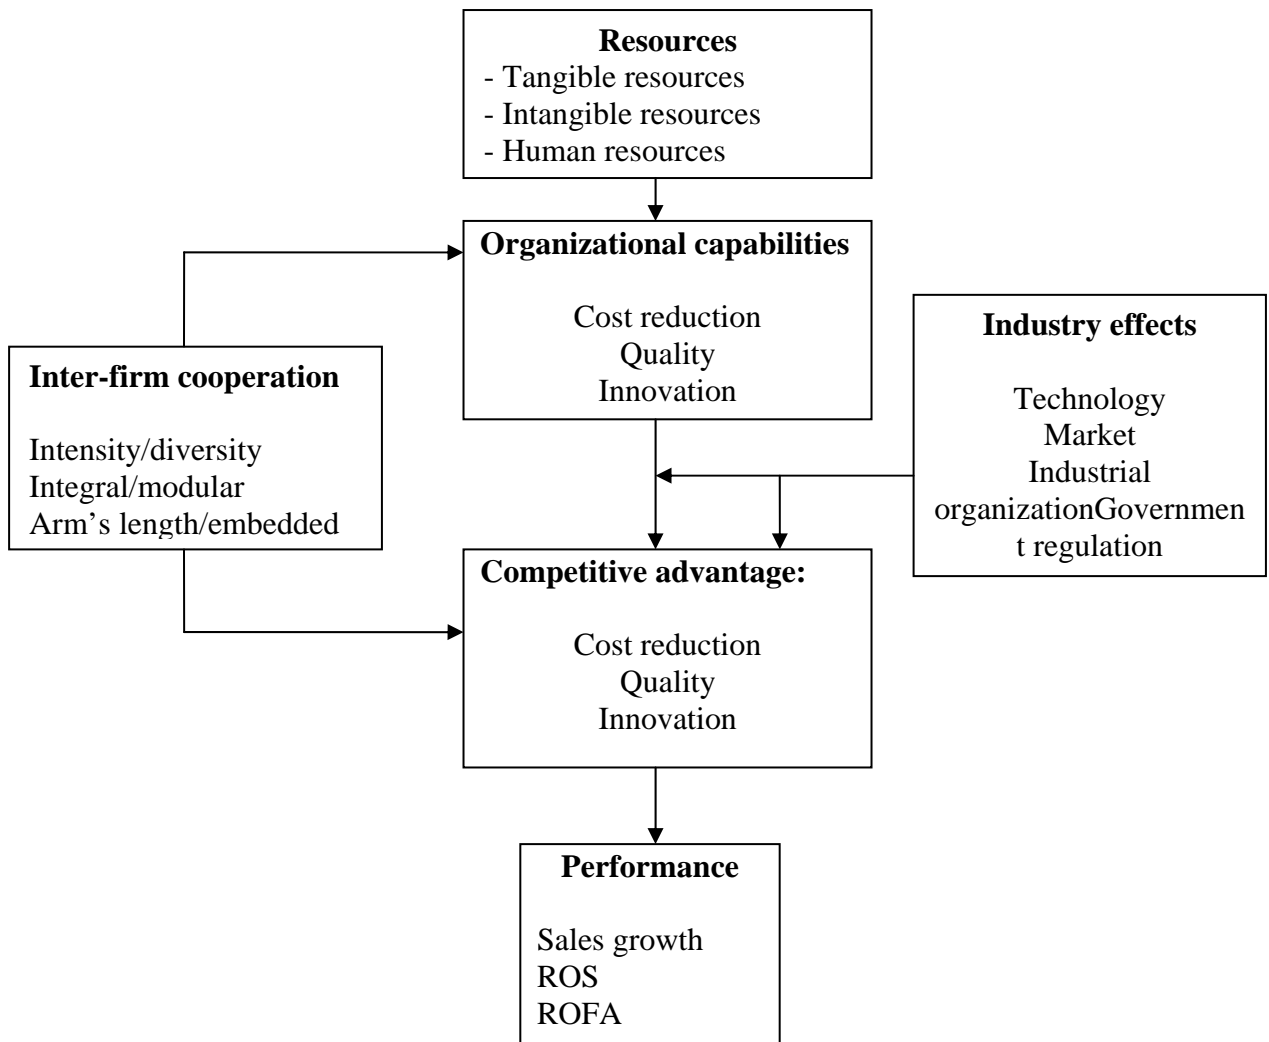 Resources
- Tangible resources
- Intangible resources
- Human resources
Organizational capabilities
Cost reduction
Quality
Innovation
Inter-firm cooperation
Intensity/diversity
Integral/modular
Arm’s length/embedded
Industry effects
Technology
Market
Industrial
organizationGovernmen
t regulation
Competitive advantage:
Cost reduction
Quality
Innovation
Performance
Sales growth
ROS
ROFA